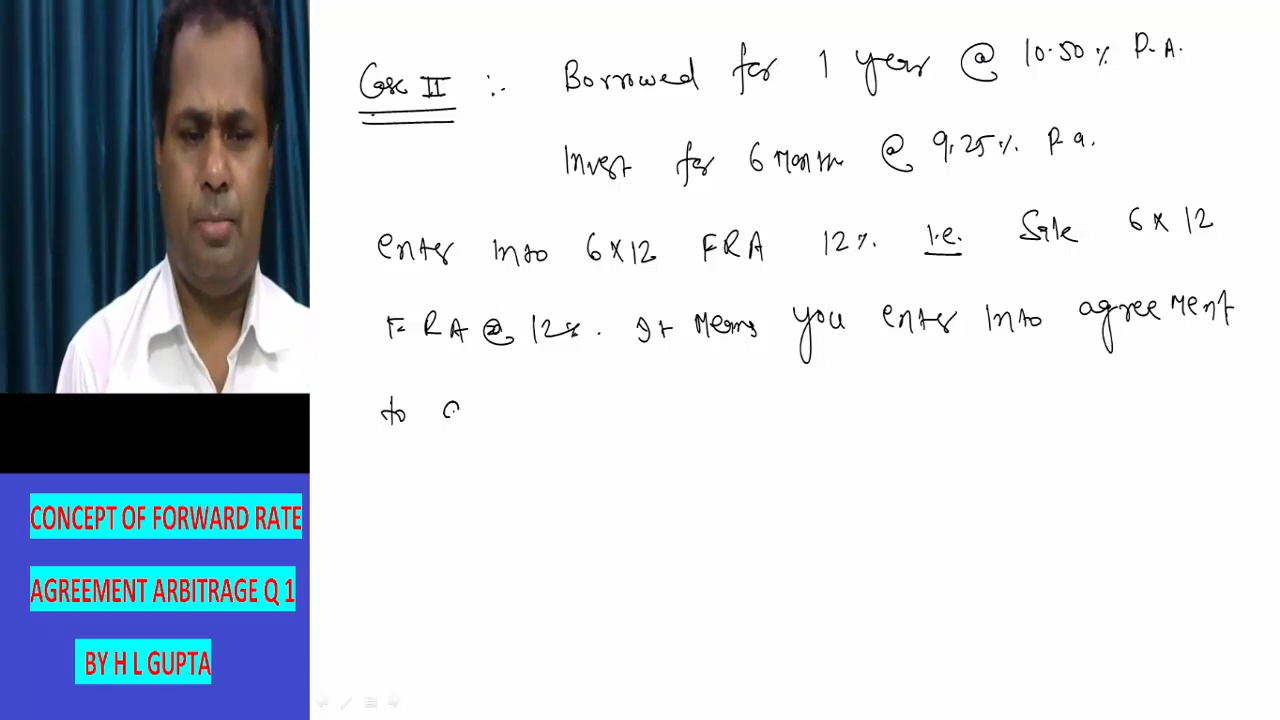 Case II :- Borrowed for 1 year @ 10.50% P.A.
Invest for 6 Month @ 9.25% P.a.
enter into 6x12 FRA 12% i.e. Sale 6x12
FRA @ 12%. It Means you enter into agreement
to
CONCEPT OF FORWARD RATE
AGREEMENT ARBITRAGE Q 1
BY H L GUPTA